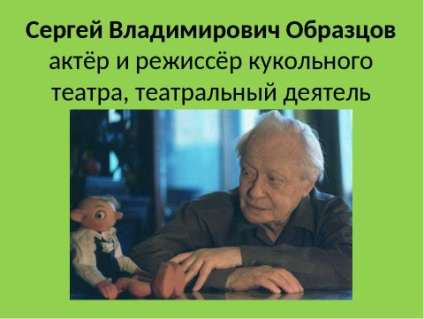 Сергей Владимирович Образцов
актёр и режиссёр кукольного
театра, театральный деятель